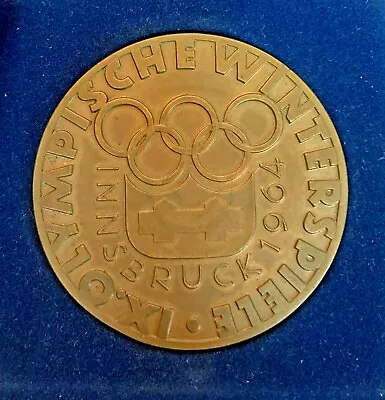 IX. OLYMPISCHE WINTERSPIELE
INNSBRUCK 1964